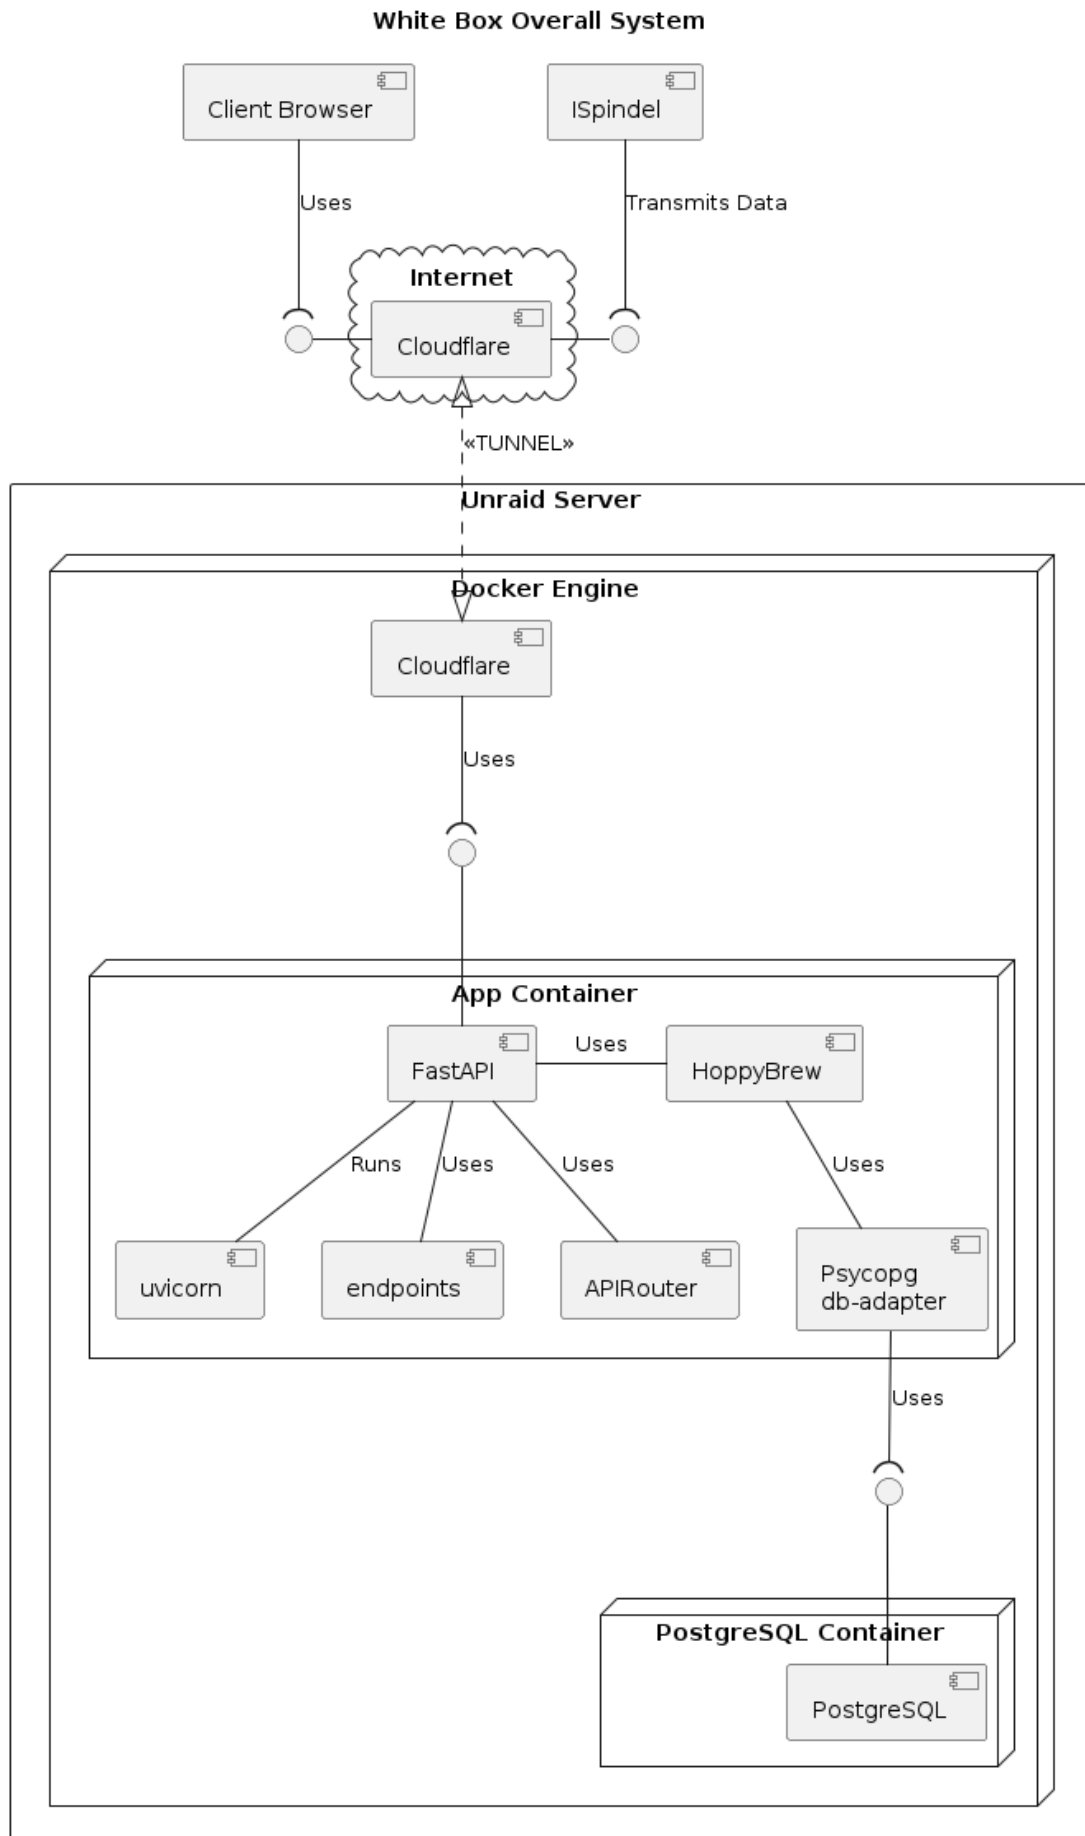 White Box Overall System
Client Browser
ISpindel
Uses
Transmits Data
Internet
Cloudflare
«TUNNEL»
Unraid Server
Docker Engine
Cloudflare
Uses
App Container
FastAPI
Uses
HoppyBrew
Runs
Uses
Uses
Uses
uvicorn
endpoints
APIRouter
Psycopg
db-adapter
Uses
PostgreSQL Container
PostgreSQL